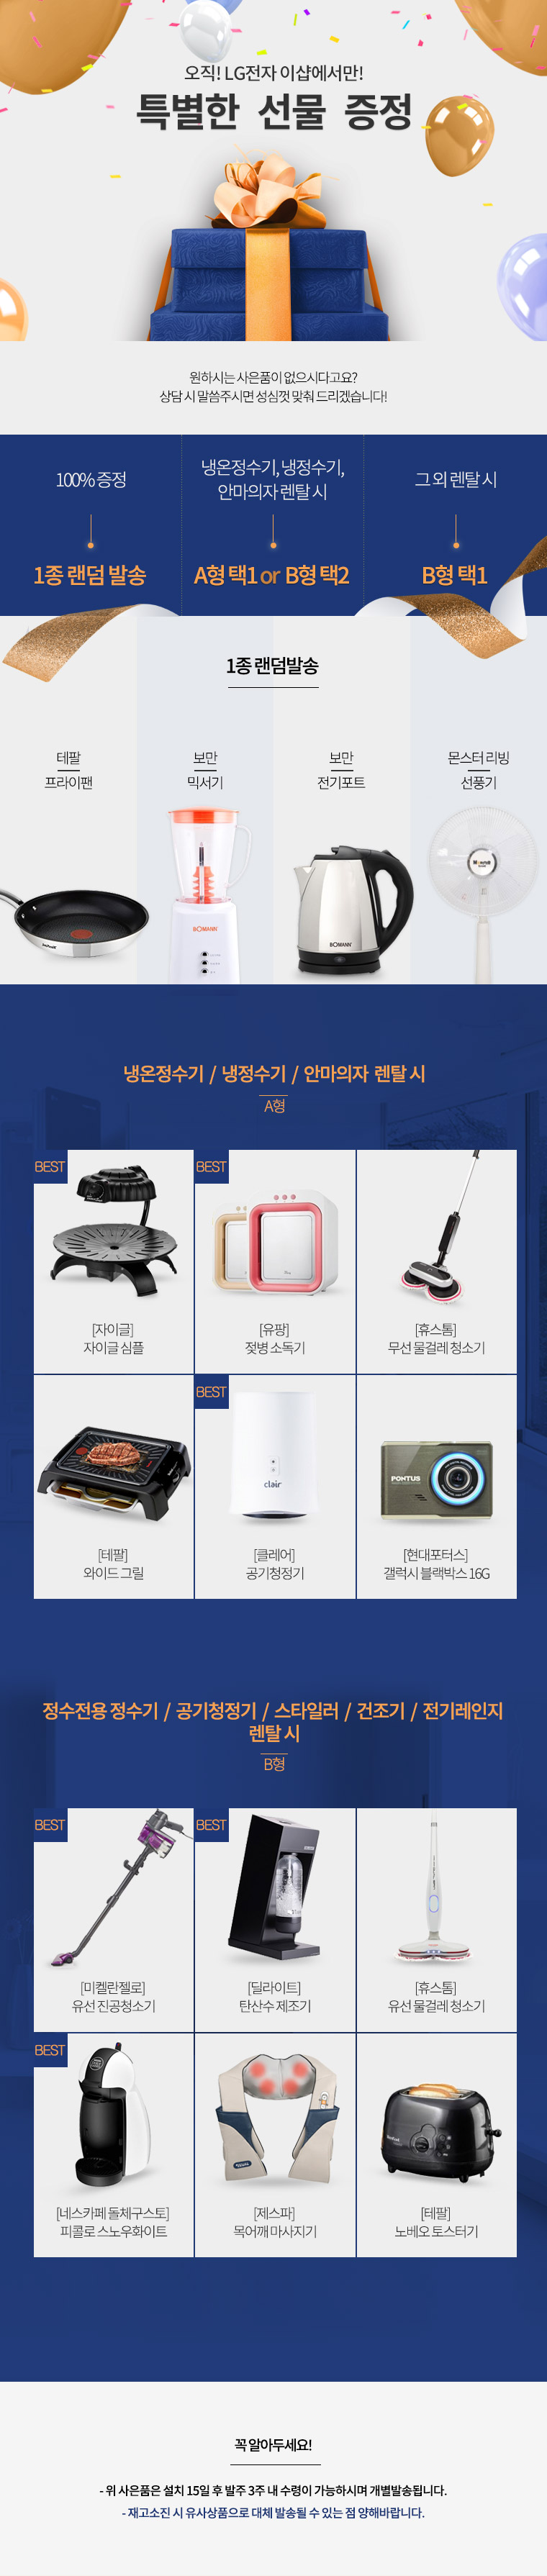 오직! LG전자 이샵에서만!
특별한 선물 증정
원하시는 사은품이 없으시다고요?
상담 시 말씀주시면 성심껏 맞춰 드리겠습니다!
100% 증정
1종 랜덤 발송
냉온정수기, 냉정수기,
안마의자 렌탈 시
A형 택1 or B형 택2
그 외 렌탈 시
B형 택1
1종 랜덤발송
테팔
프라이팬
보만
믹서기
보만
전기포트
몬스터 리빙
선풍기
BOMANN
BOMANN
냉온정수기 / 냉정수기 / 안마의자 렌탈 시
A형
BEST
[자이글]
자이글 심플
BEST
[유팡]
젖병 소독기
[휴스톰]
무선 물걸레 청소기
[테팔]
와이드 그릴
BEST
clair
[클레어]
공기청정기
PONTUS
[현대포터스]
갤럭시 블랙박스 16G
정수전용 정수기 / 공기청정기 / 스타일러 / 건조기 / 전기레인지
렌탈 시
B형
BEST
[미켈란젤로]
유선 진공청소기
BEST
[딜라이트]
탄산수 제조기
[휴스톰]
유선 물걸레 청소기
BEST
[네스카페 돌체구스토]
피콜로 스노우화이트
[제스파]
목어깨 마사지기
[테팔]
노베오 토스터기
꼭 알아두세요!
- 위 사은품은 설치 15일 후 발주 3주 내 수령이 가능하시며 개별발송됩니다.
- 재고소진 시 유사상품으로 대체 발송될 수 있는 점 양해바랍니다.